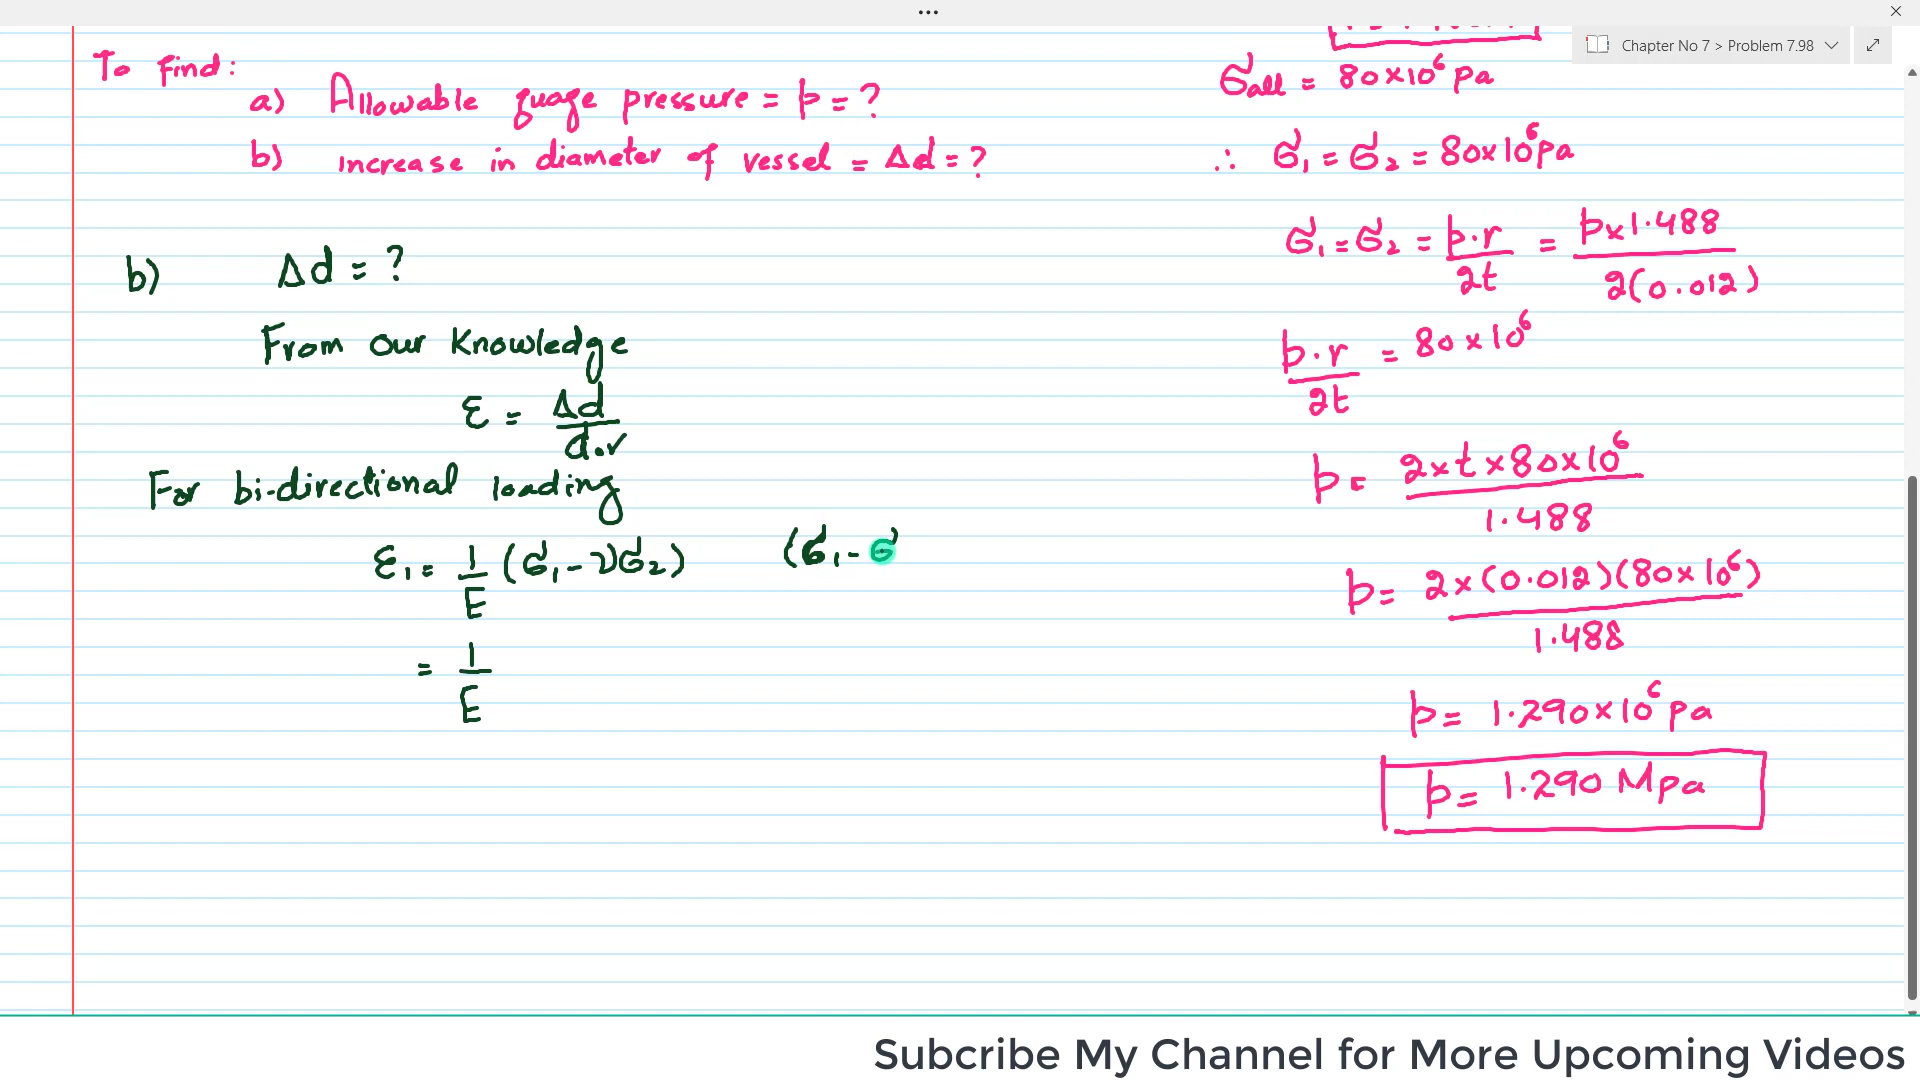 ...
Chapter No 7 > Problem 7.98
To find:
a) Allowable guage pressure = p = ?
b) increase in diameter of vessel = Δd = ?
b) Δd = ?
From our knowledge
ε = Δd / d.r
For bi-directional loading
ε₁ = 1/E (σ₁ - νσ₂) (σ₁ - σ
= 1/E
σall = 80×10⁶ pa
∴ σ₁ = σ₂ = 80×10⁶ pa
σ₁ = σ₂ = p.r / 2t = p×1.488 / 2(0.012)
p.r / 2t = 80×10⁶
p = 2×t×80×10⁶ / 1.488
p = 2×(0.012)(80×10⁶) / 1.488
p = 1.290×10⁶ pa
p = 1.290 Mpa
Subcribe My Channel for More Upcoming Videos